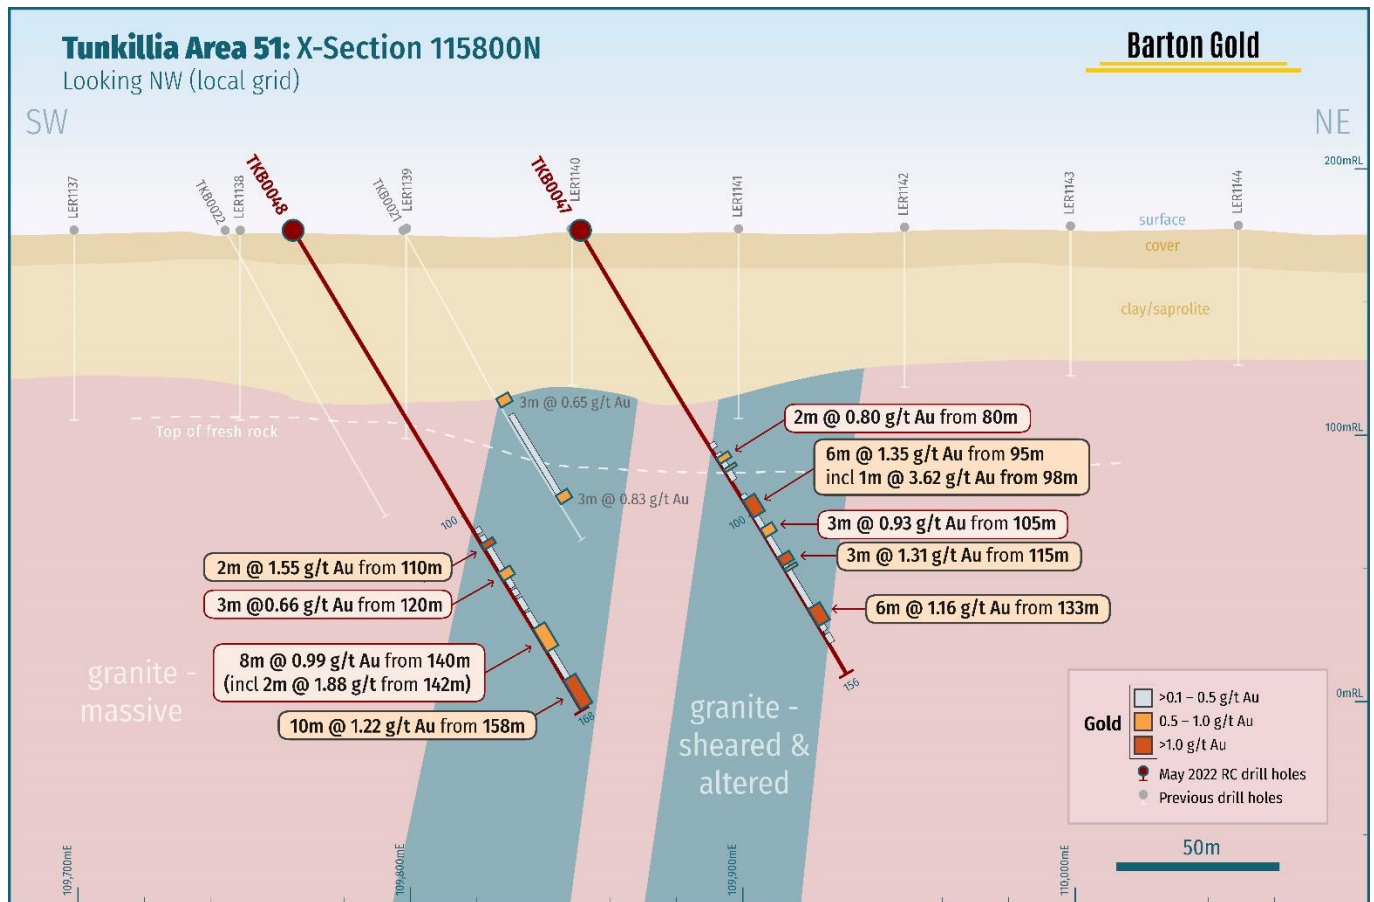 Tunkillia Area 51: X-Section 115800N
Looking NW (local grid)
Barton Gold
SW
NE
200mRL
LER1137
TKB0022
LER1138
TKB0048
TKB0021
LER1139
TKB0047
LER1140
LER1141
LER1142
LER1143
LER1144
surface
cover
clay/saprolite
3m @ 0.65 g/t Au
Top of fresh rock
100mRL
2m @ 0.80 g/t Au from 80m
6m @ 1.35 g/t Au from 95m
incl 1m @ 3.62 g/t Au from 98m
3m @ 0.83 g/t Au
100
100
3m @ 0.93 g/t Au from 105m
3m @ 1.31 g/t Au from 115m
2m @ 1.55 g/t Au from 110m
3m @0.66 g/t Au from 120m
6m @ 1.16 g/t Au from 133m
8m @ 0.99 g/t Au from 140m
(incl 2m @ 1.88 g/t from 142m)
granite -
massive
156
168
10m @ 1.22 g/t Au from 158m
granite -
sheared &
altered
0mRL
Gold
>0.1 – 0.5 g/t Au
0.5 – 1.0 g/t Au
>1.0 g/t Au
May 2022 RC drill holes
Previous drill holes
50m
109,700mE
109,800mE
109,900mE
110,000mE